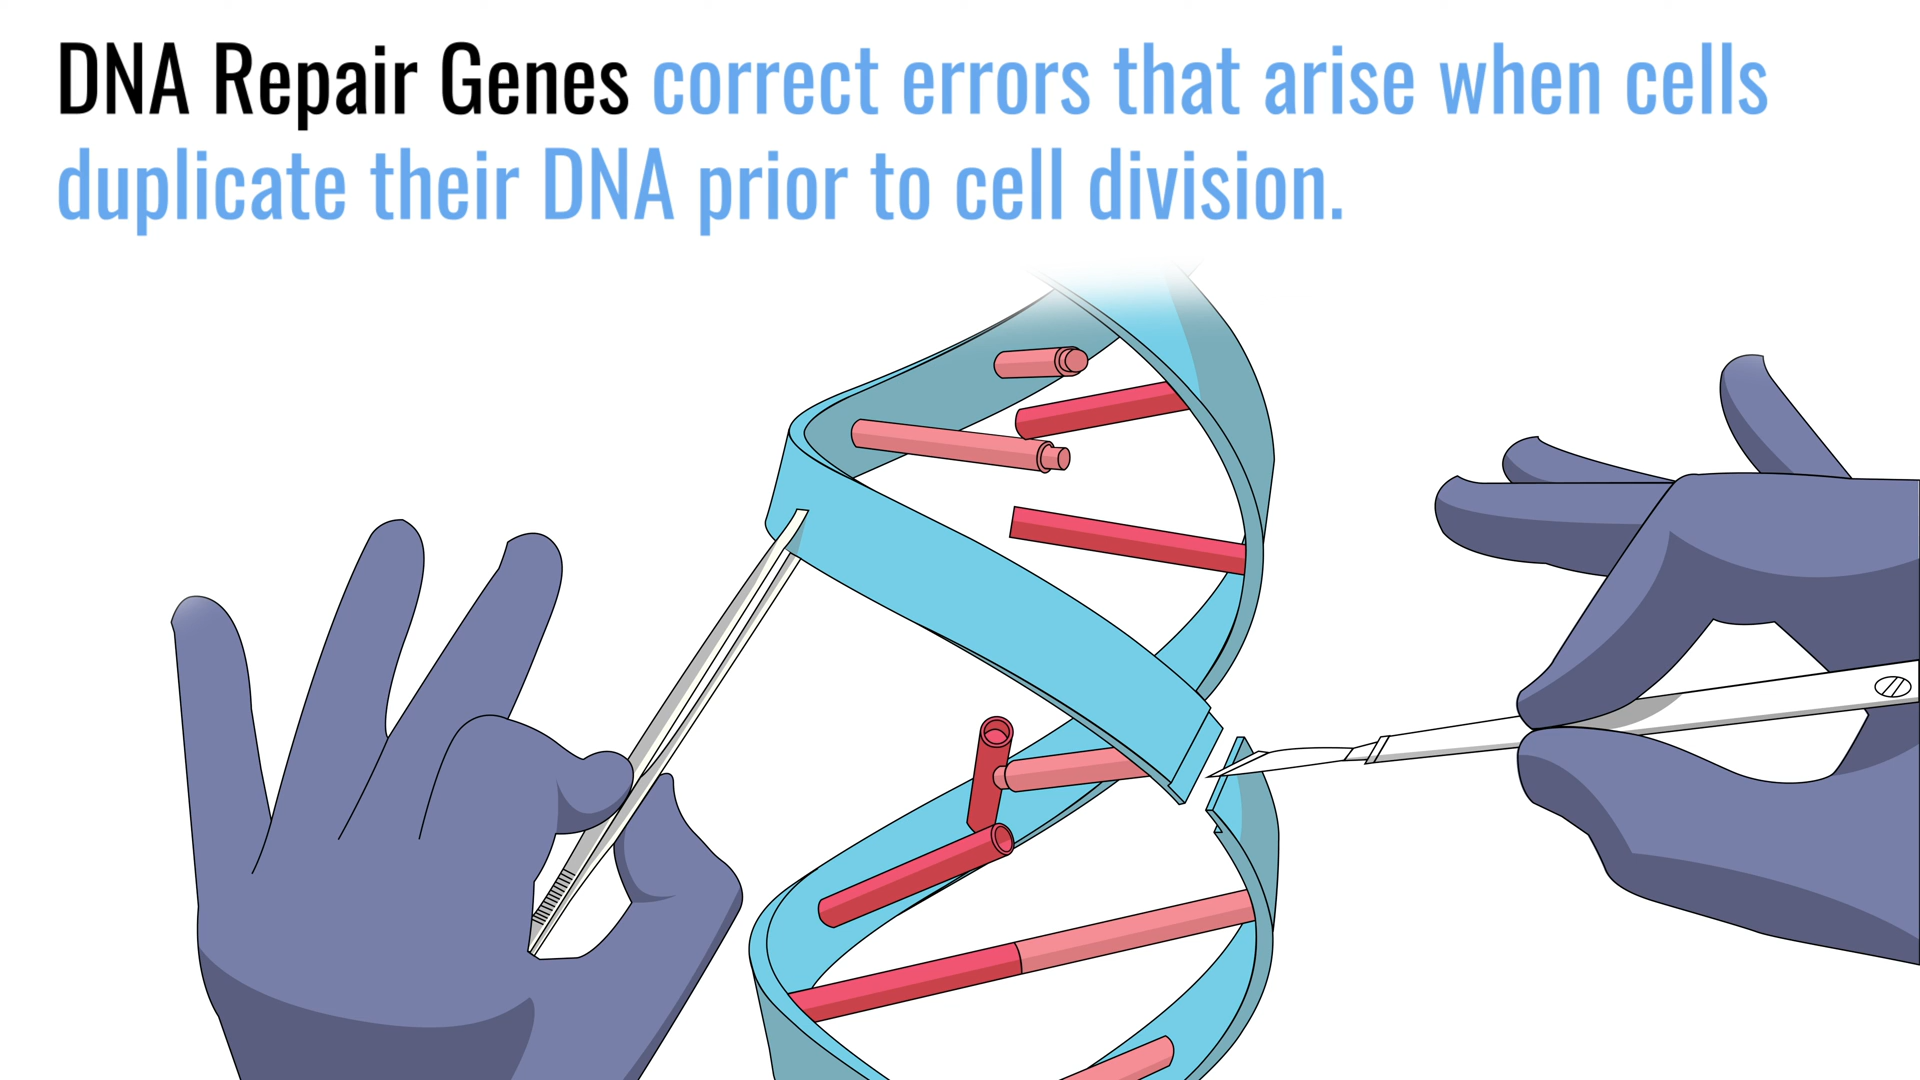 DNA Repair Genes correct errors that arise when cells
duplicate their DNA prior to cell division.